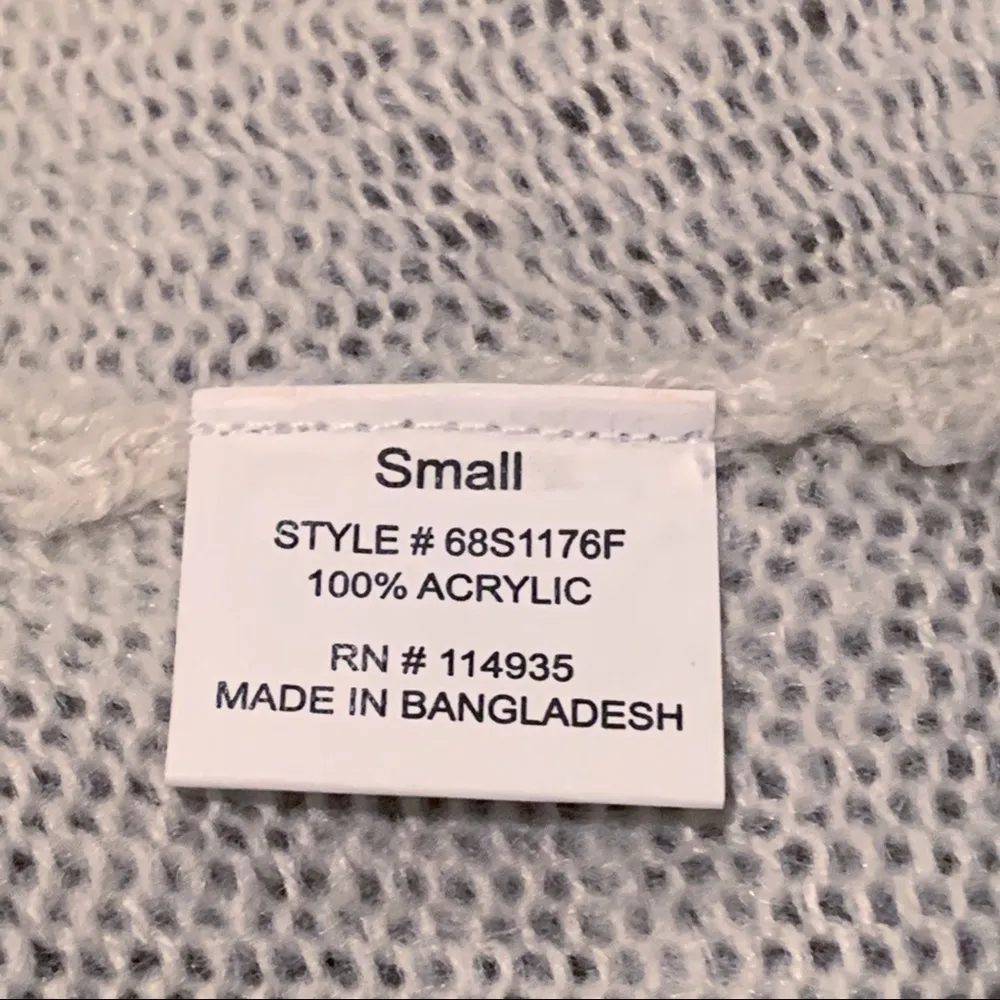 Small
STYLE # 68S1176F
100% ACRYLIC
RN # 114935
MADE IN BANGLADESH